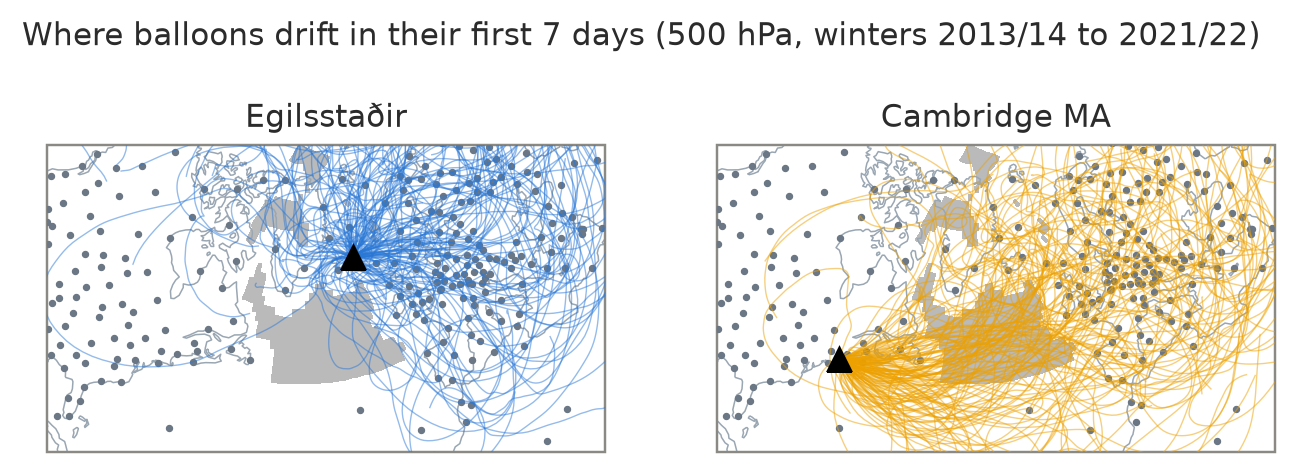 Where balloons drift in their first 7 days (500 hPa, winters 2013/14 to 2021/22)
Egilsstaðir
Cambridge MA